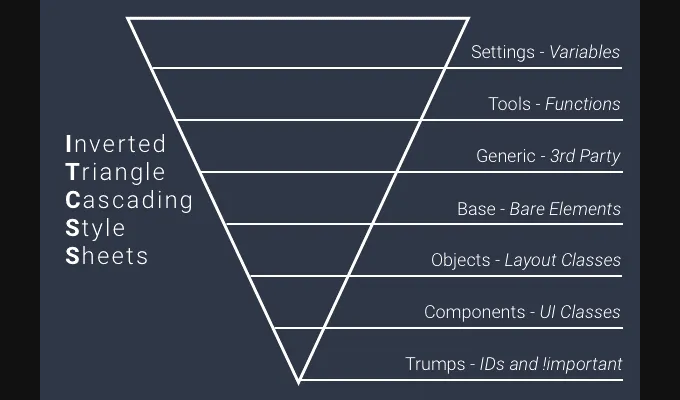 Settings - Variables
Tools - Functions
Inverted
Triangle
Cascading
Style
Sheets
Generic - 3rd Party
Base - Bare Elements
Objects - Layout Classes
Components - UI Classes
Trumps - IDs and !important